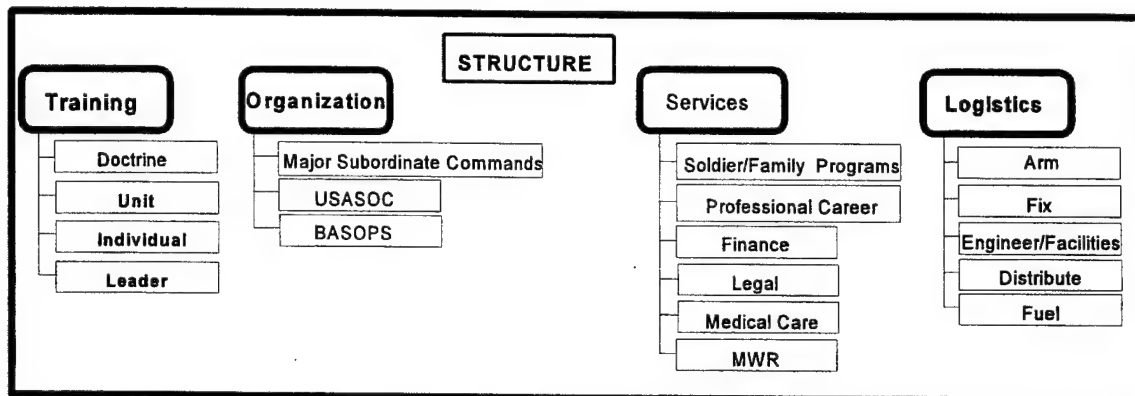 STRUCTURE
Training
Doctrine
Unit
Individual
Leader
Organization
Major Subordinate Commands
USASOC
BASOPS
Services
Soldier/Family Programs
Professional Career
Finance
Legal
Medical Care
MWR
Logistics
Arm
Fix
Engineer/Facilities
Distribute
Fuel